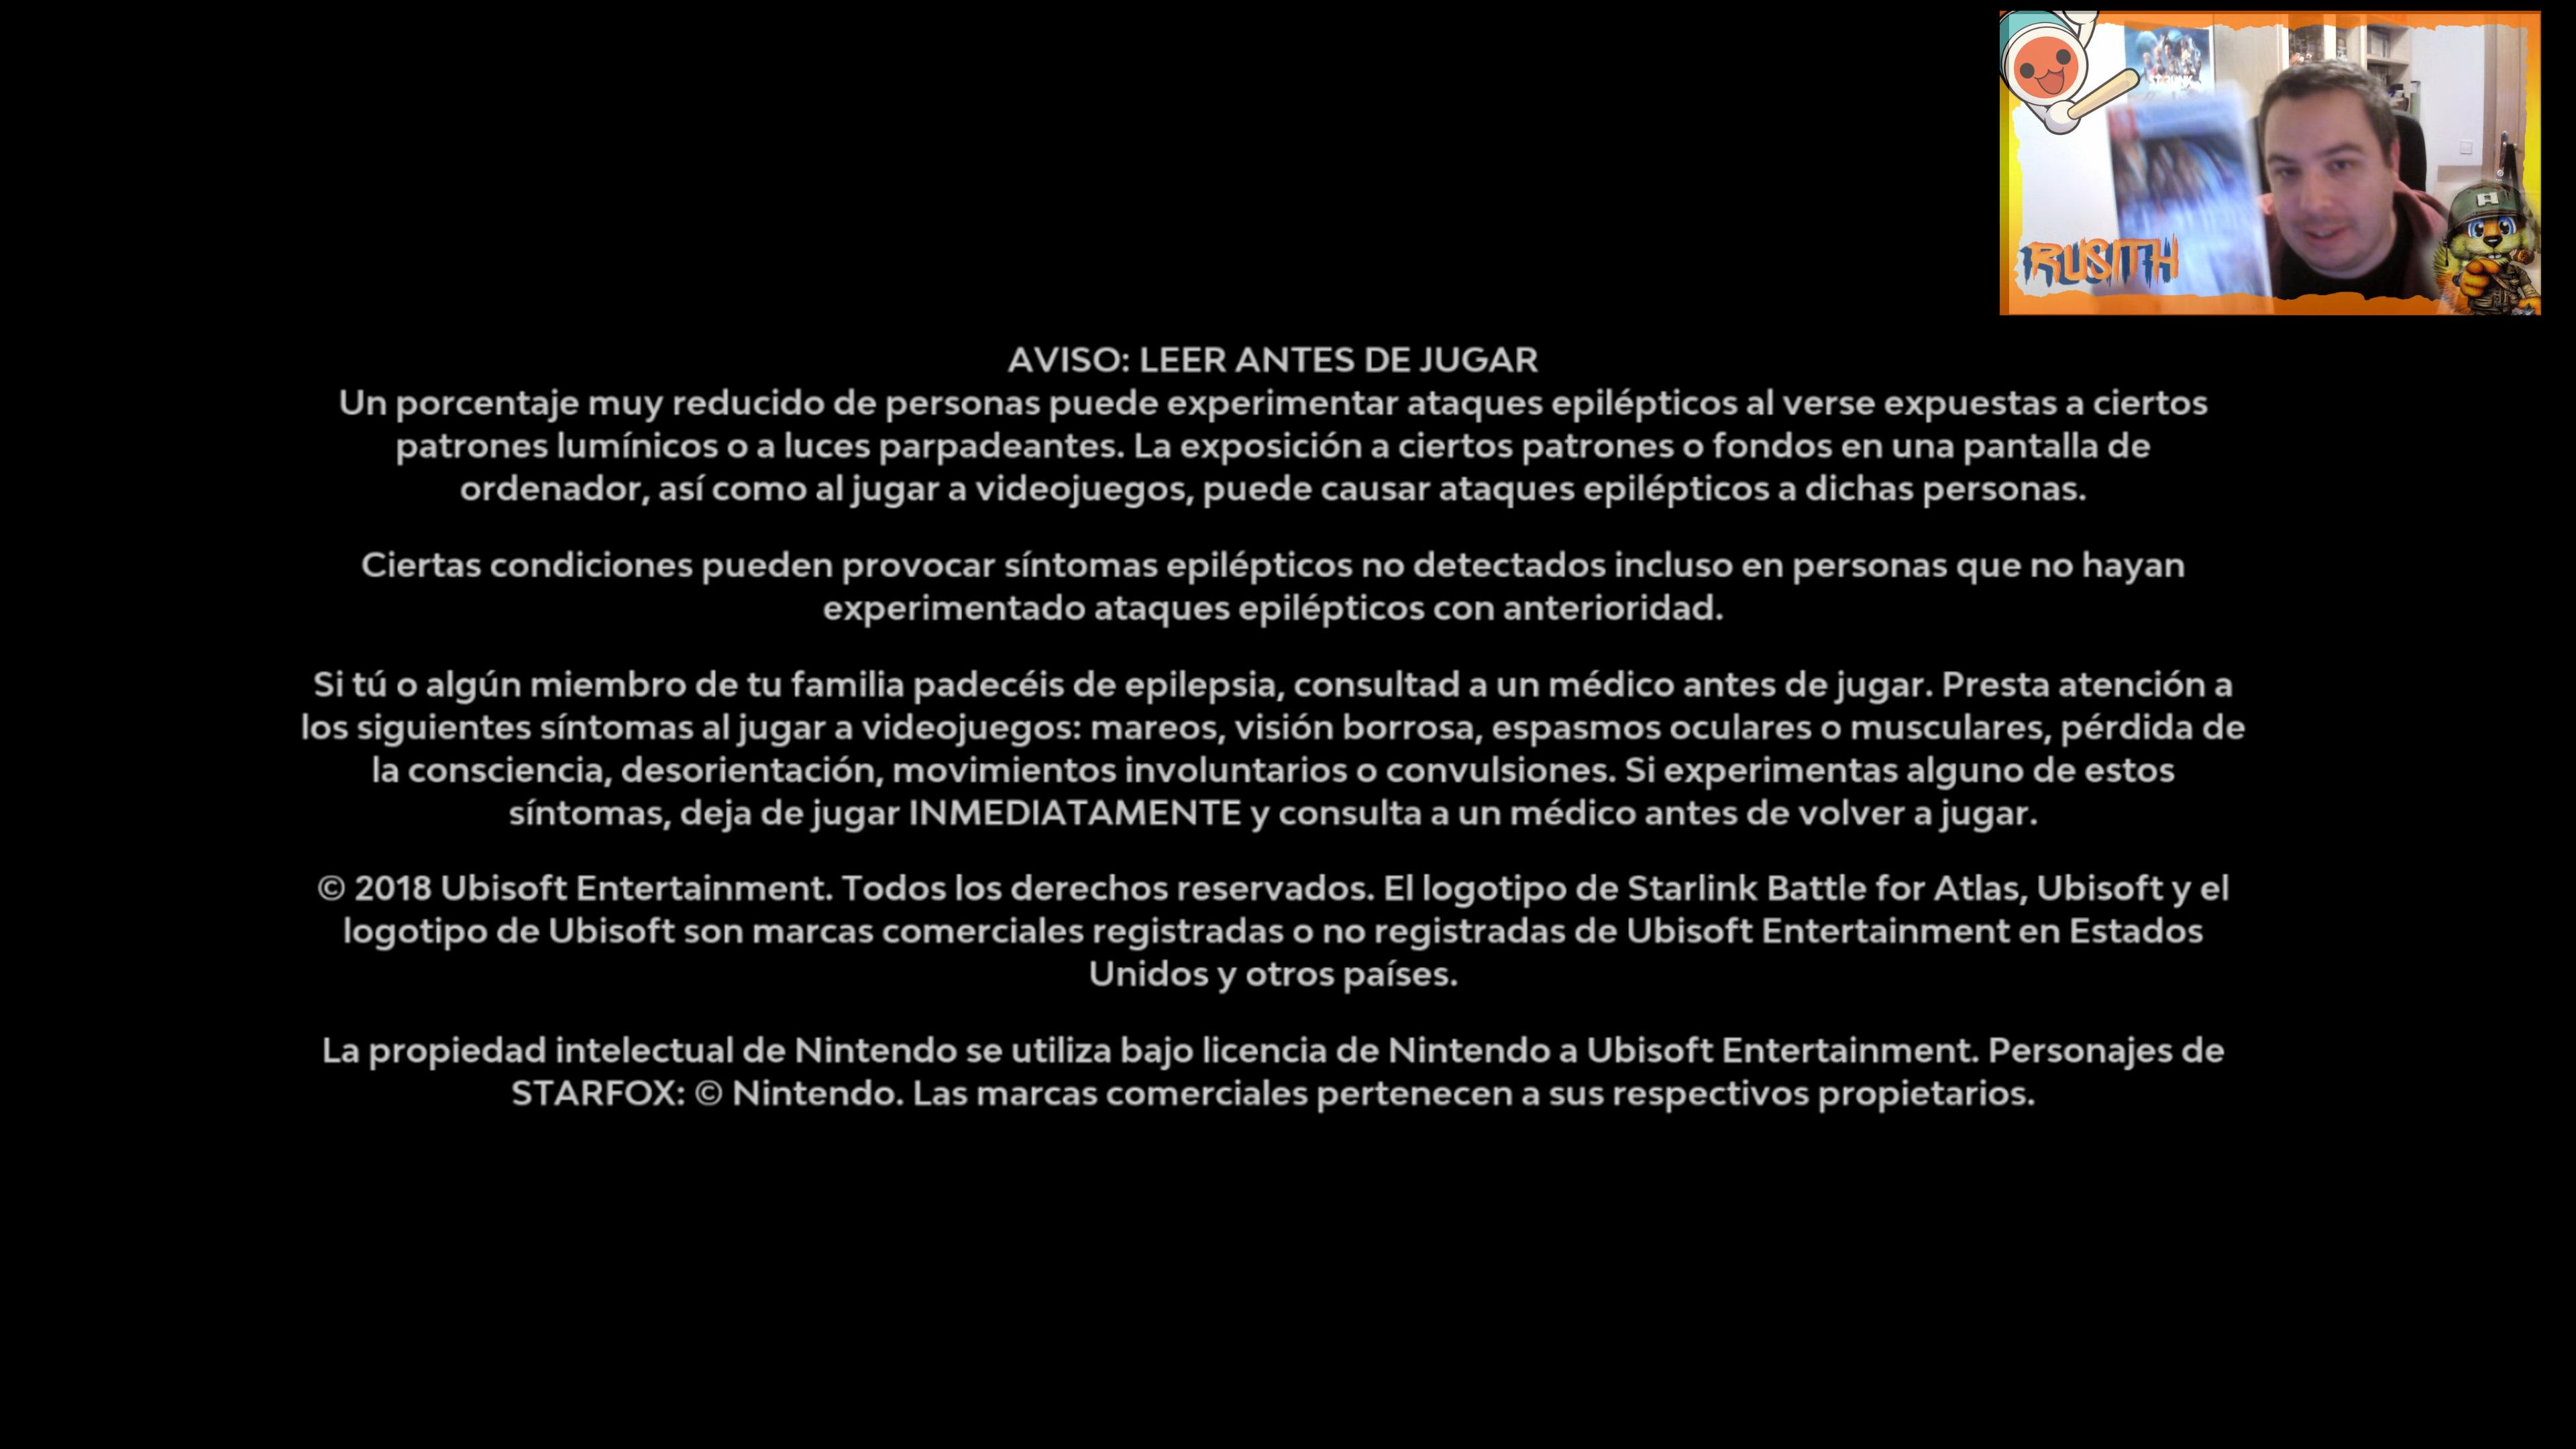 RUSITH
AVISO: LEER ANTES DE JUGAR
Un porcentaje muy reducido de personas puede experimentar ataques epilépticos al verse expuestas a ciertos
patrones lumínicos o a luces parpadeantes. La exposición a ciertos patrones o fondos en una pantalla de
ordenador, así como al jugar a videojuegos, puede causar ataques epilépticos a dichas personas.
Ciertas condiciones pueden provocar síntomas epilépticos no detectados incluso en personas que no hayan
experimentado ataques epilépticos con anterioridad.
Si tú o algún miembro de tu familia padecéis de epilepsia, consultad a un médico antes de jugar. Presta atención a
los siguientes síntomas al jugar a videojuegos: mareos, visión borrosa, espasmos oculares o musculares, pérdida de
la consciencia, desorientación, movimientos involuntarios o convulsiones. Si experimentas alguno de estos
síntomas, deja de jugar INMEDIATAMENTE y consulta a un médico antes de volver a jugar.
© 2018 Ubisoft Entertainment. Todos los derechos reservados. El logotipo de Starlink Battle for Atlas, Ubisoft y el
logotipo de Ubisoft son marcas comerciales registradas o no registradas de Ubisoft Entertainment en Estados
Unidos y otros países.
La propiedad intelectual de Nintendo se utiliza bajo licencia de Nintendo a Ubisoft Entertainment. Personajes de
STARFOX: © Nintendo. Las marcas comerciales pertenecen a sus respectivos propietarios.